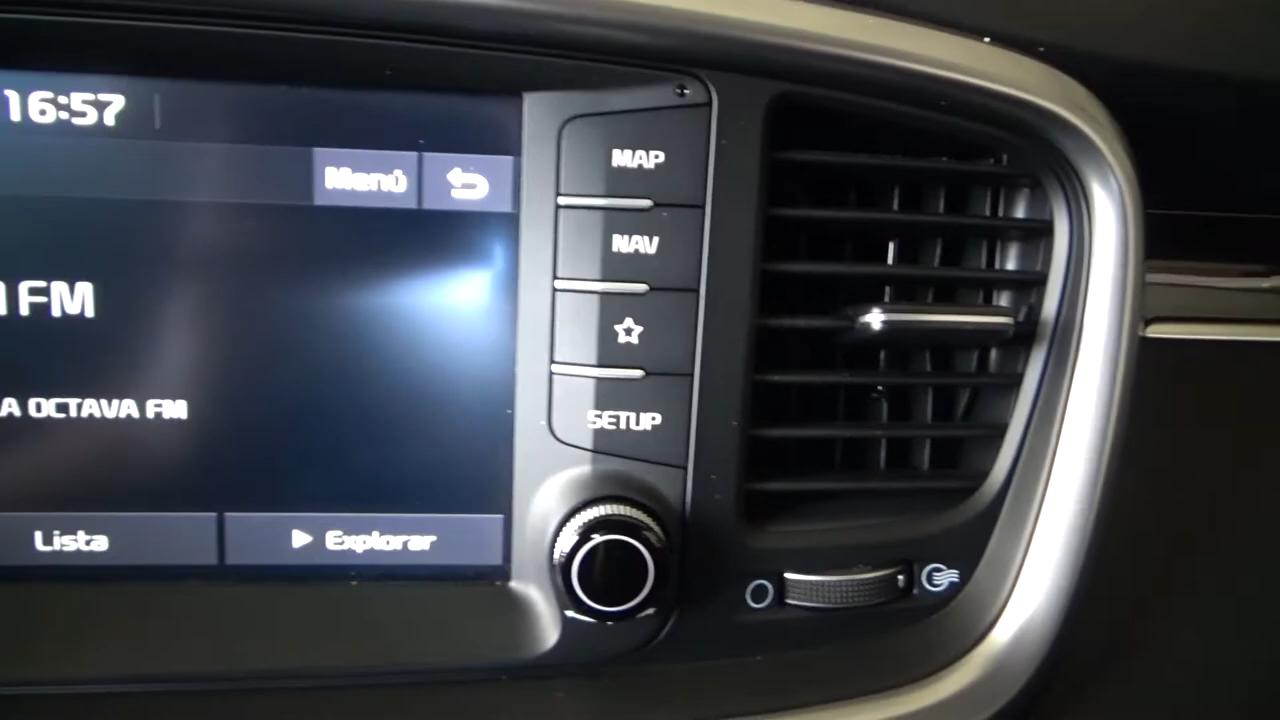 16:57
Menú
FM
A OCTAVA FM
Lista
Explorar
MAP
NAV
SETUP